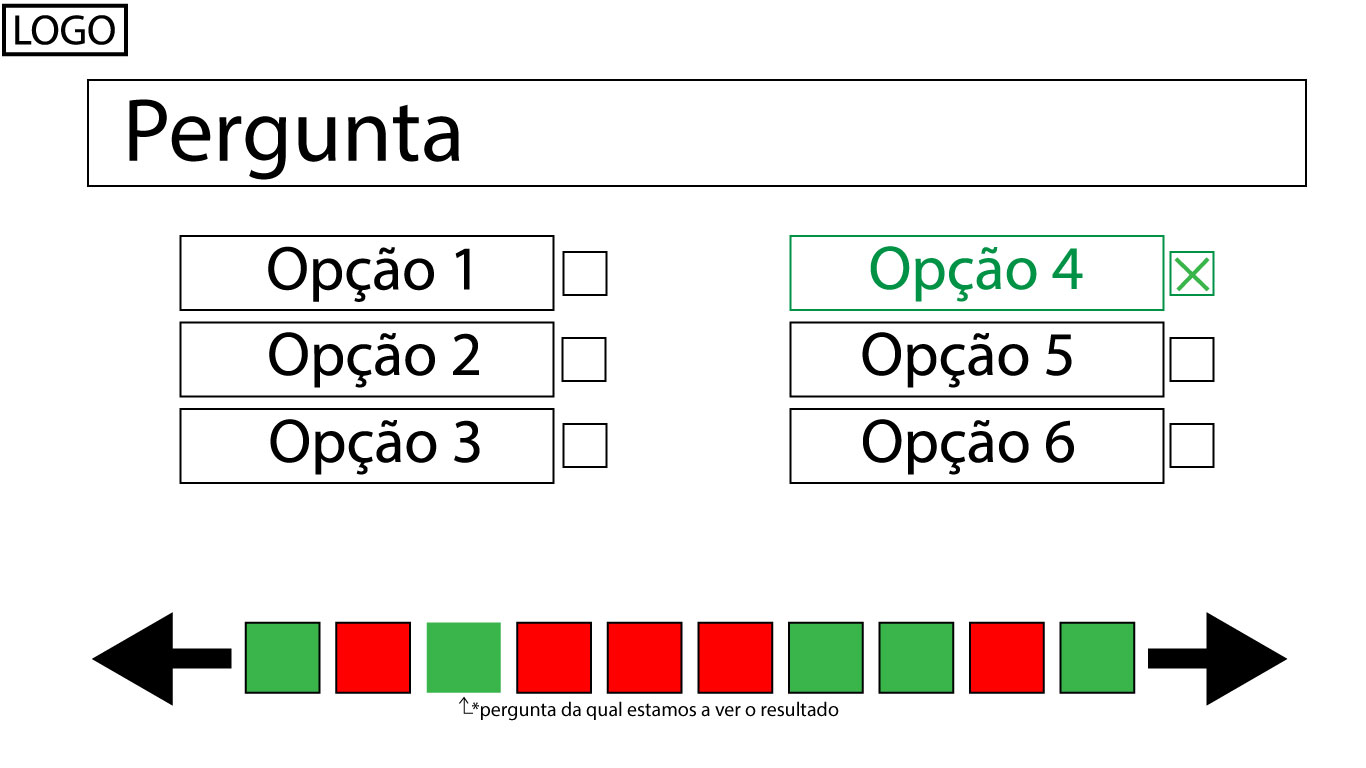 LOGO
Pergunta
Opção 1
Opção 2
Opção 3
Opção 4
Opção 5
Opção 6
*pergunta da qual estamos a ver o resultado